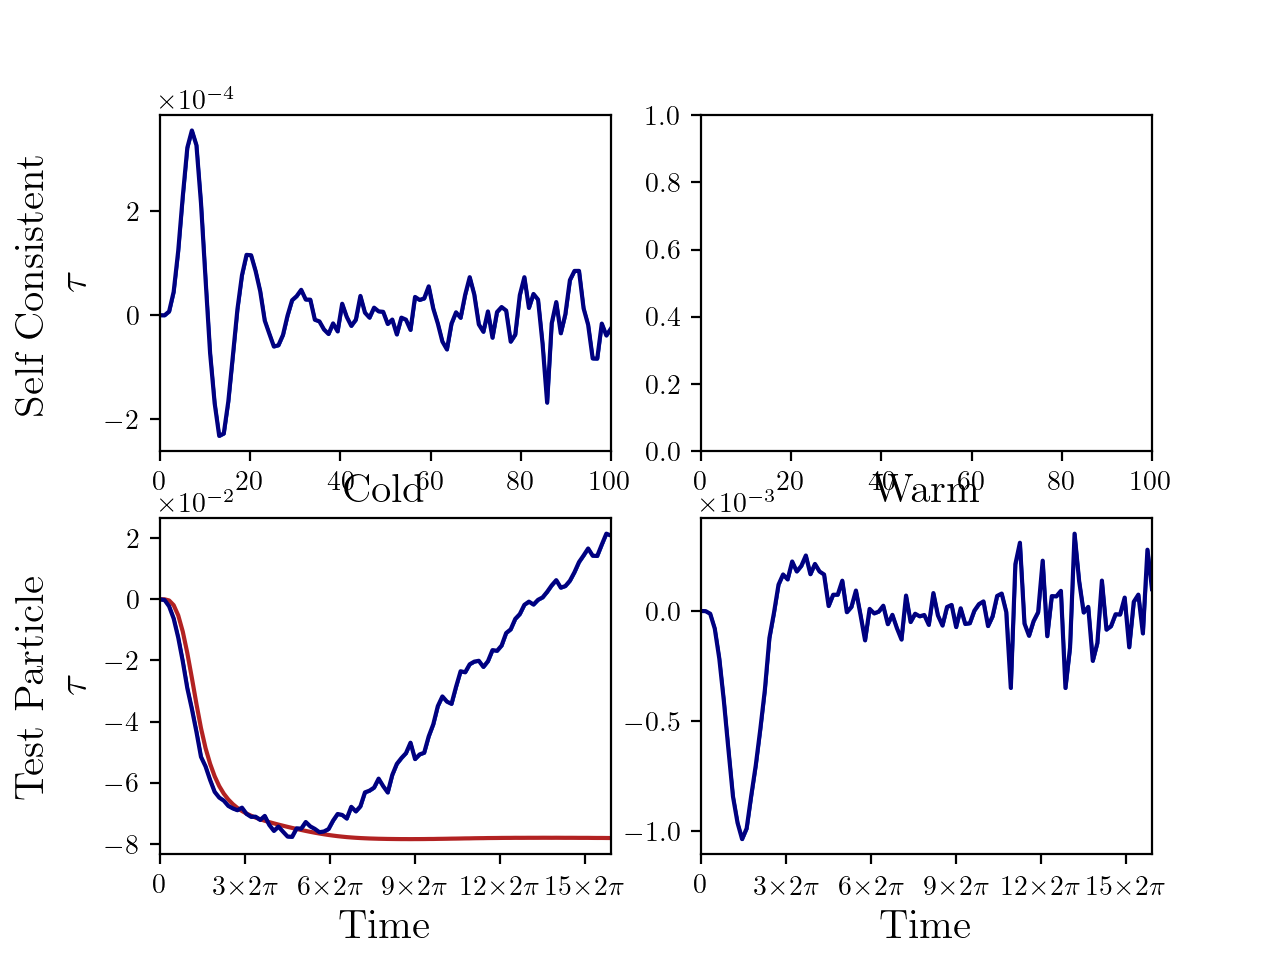 ×10⁻⁴
Self Consistent
τ
2
0
−2
0 20 40 60 80 100
Cold
1.0
0.8
0.6
0.4
0.2
0.0
0 20 40 60 80 100
Warm
×10⁻²
Test Particle
τ
2
0
−2
−4
−6
−8
0 3×2π 6×2π 9×2π 12×2π 15×2π
Time
×10⁻³
0.0
−0.5
−1.0
0 3×2π 6×2π 9×2π 12×2π 15×2π
Time